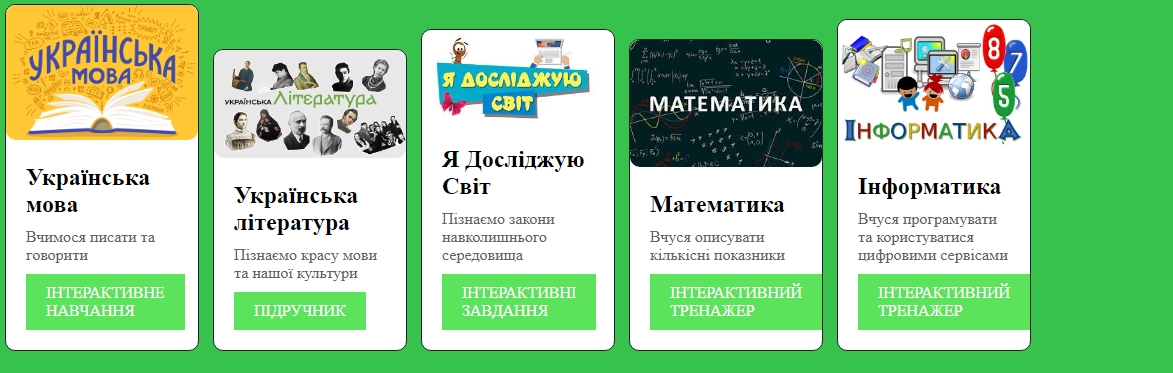 УКРАЇНСЬКА
МОВА
Українська
мова
Вчимося писати та
говорити
ІНТЕРАКТИВНЕ
НАВЧАННЯ
УКРАЇНСЬКА Література
Українська
література
Пізнаємо красу мови
та нашої культури
ПІДРУЧНИК
Я ДОСЛІДЖУЮ
СВІТ
Я Досліджую
Світ
Пізнаємо закони
навколишнього
середовища
ІНТЕРАКТИВНІ
ЗАВДАННЯ
МАТЕМАТИКА
Математика
Вчуся описувати
кількісні показники
ІНТЕРАКТИВНИЙ
ТРЕНАЖЕР
8
7
5
ІНФОРМАТИКА
Інформатика
Вчуся програмувати
та користуватися
цифровими сервісами
ІНТЕРАКТИВНИЙ
ТРЕНАЖЕР